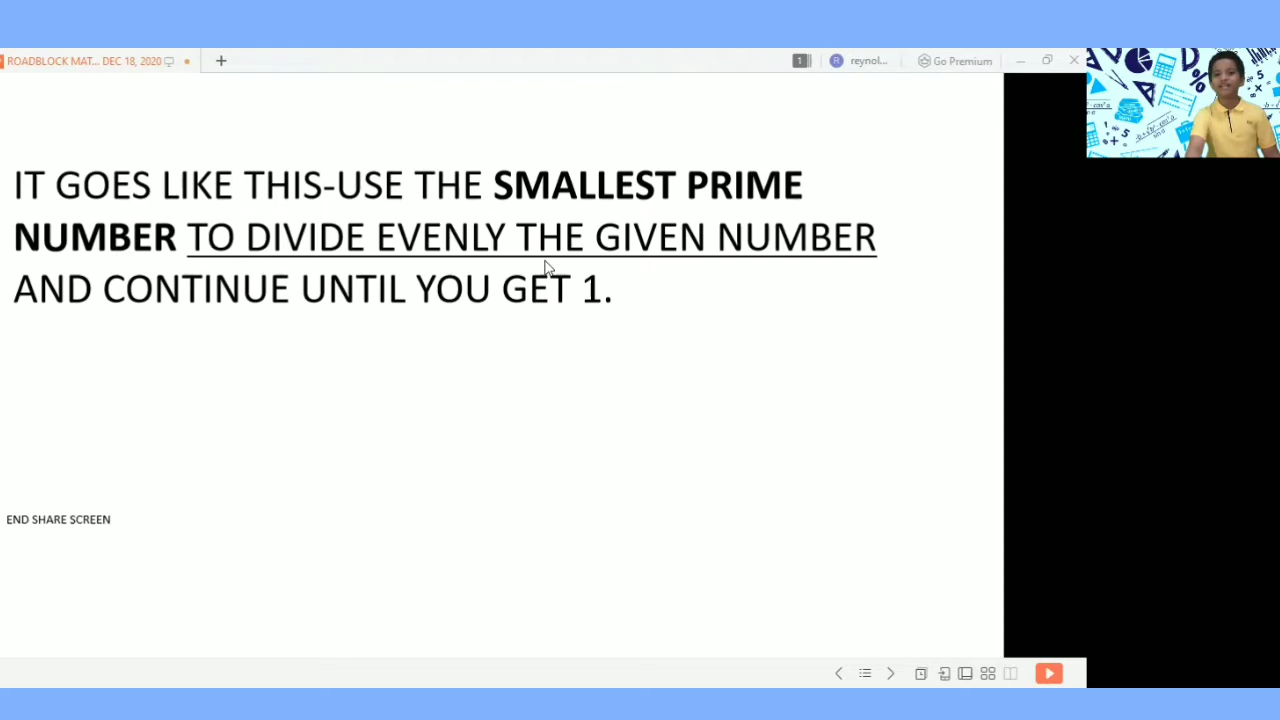 ROADBLOCK MAT... DEC 18, 2020
1
R reynol...
Go Premium
IT GOES LIKE THIS-USE THE SMALLEST PRIME
NUMBER TO DIVIDE EVENLY THE GIVEN NUMBER
AND CONTINUE UNTIL YOU GET 1.
END SHARE SCREEN